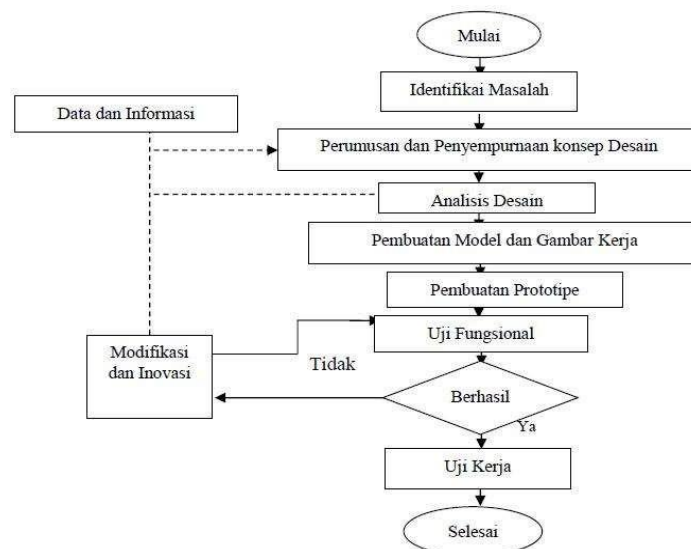 Mulai
Identifikai Masalah
Data dan Informasi
Perumusan dan Penyempurnaan konsep Desain
Analisis Desain
Pembuatan Model dan Gambar Kerja
Pembuatan Prototipe
Uji Fungsional
Modifikasi
dan Inovasi
Tidak
Berhasil
Ya
Uji Kerja
Selesai